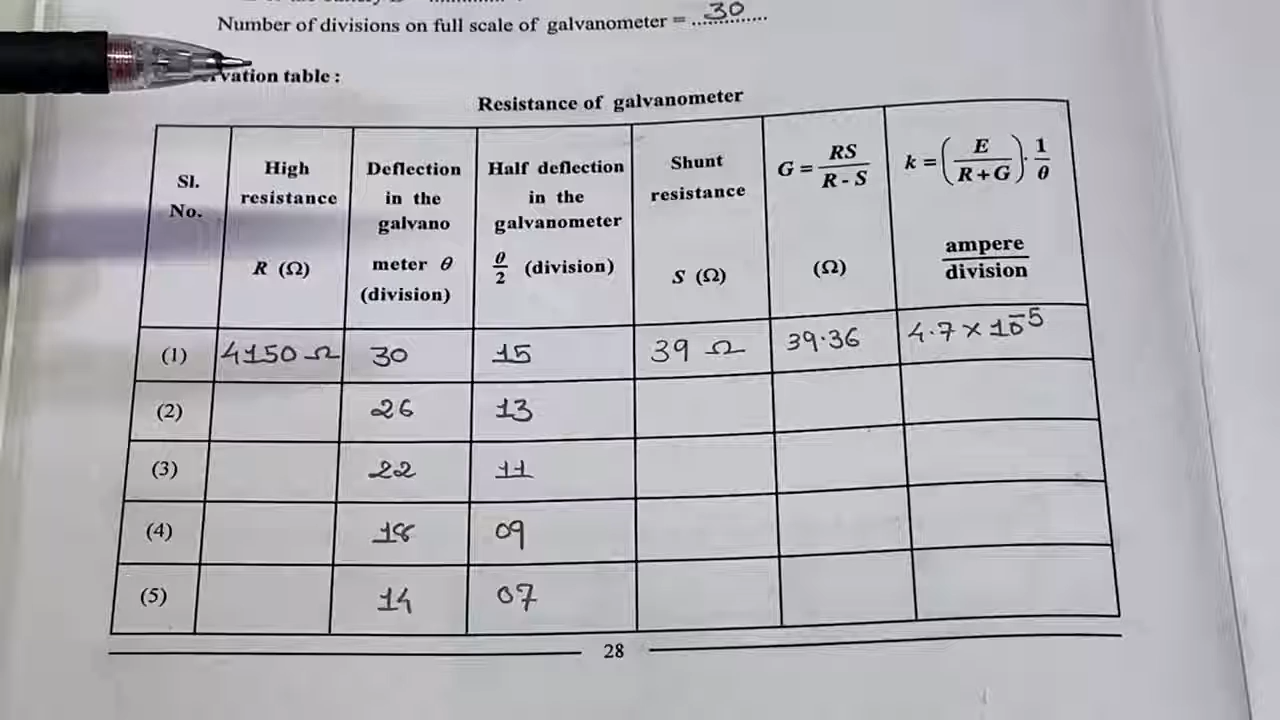 Number of divisions on full scale of galvanometer = 30
vation table :
Resistance of galvanometer
Sl. No.
High resistance R (Ω)
Deflection in the galvano meter θ (division)
Half deflection in the galvanometer θ/2 (division)
Shunt resistance S (Ω)
G = RS/R - S (Ω)
k = (E/R + G) · 1/θ ampere/division
(1) 4150 Ω 30 15 39 Ω 39.36 4.7 × 10⁻⁵
(2) 26 13
(3) 22 11
(4) 18 09
(5) 14 07
28